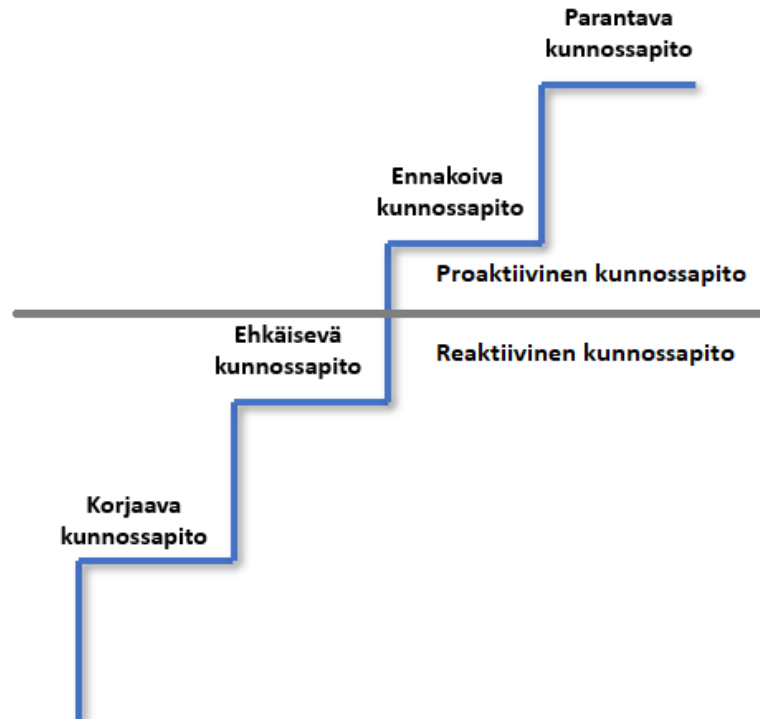 Parantava
kunnossapito
Ennakoiva
kunnossapito
Proaktiivinen kunnossapito
Ehkäisevä
kunnossapito
Reaktiivinen kunnossapito
Korjaava
kunnossapito